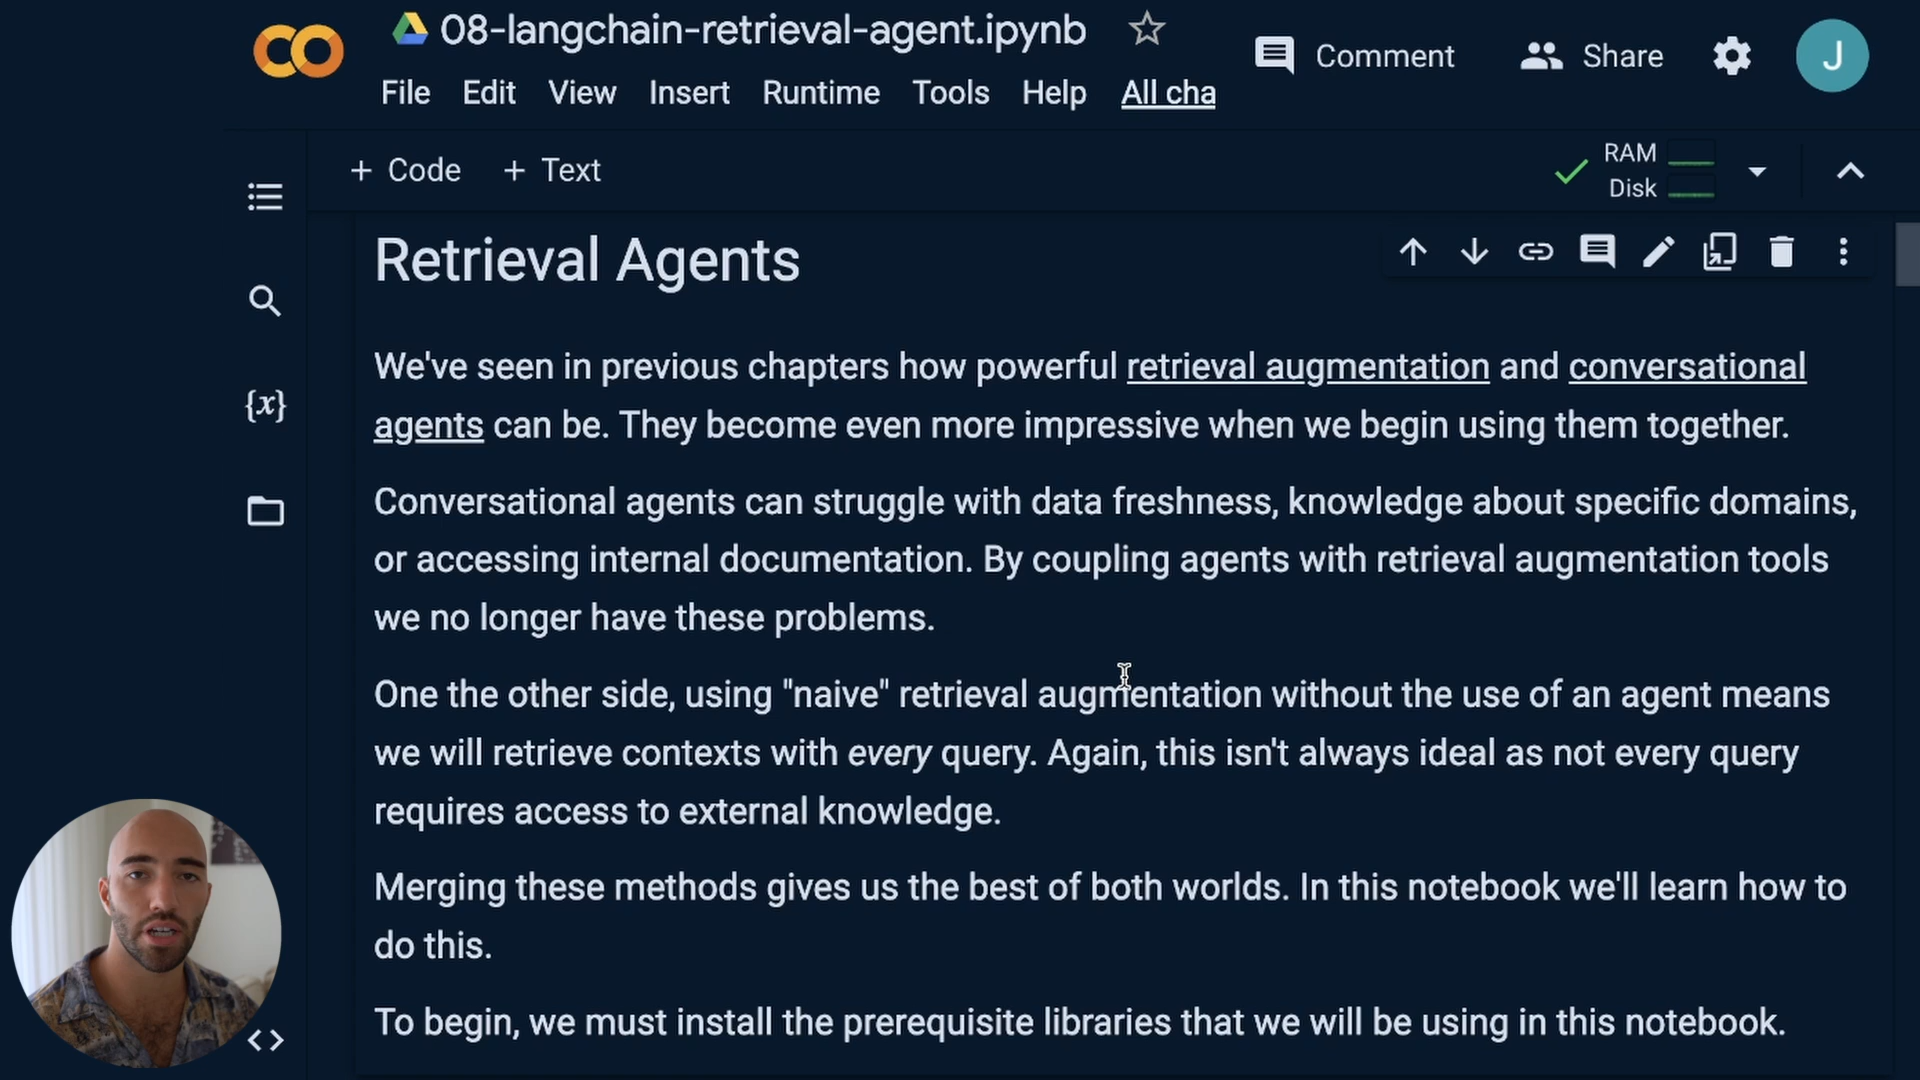 08-langchain-retrieval-agent.ipynb
Comment
Share
J
File Edit View Insert Runtime Tools Help All cha
+ Code + Text
RAM
Disk
Retrieval Agents
{x}
We've seen in previous chapters how powerful retrieval augmentation and conversational
agents can be. They become even more impressive when we begin using them together.
Conversational agents can struggle with data freshness, knowledge about specific domains,
or accessing internal documentation. By coupling agents with retrieval augmentation tools
we no longer have these problems.
One the other side, using "naive" retrieval augmentation without the use of an agent means
we will retrieve contexts with every query. Again, this isn't always ideal as not every query
requires access to external knowledge.
Merging these methods gives us the best of both worlds. In this notebook we'll learn how to
do this.
To begin, we must install the prerequisite libraries that we will be using in this notebook.